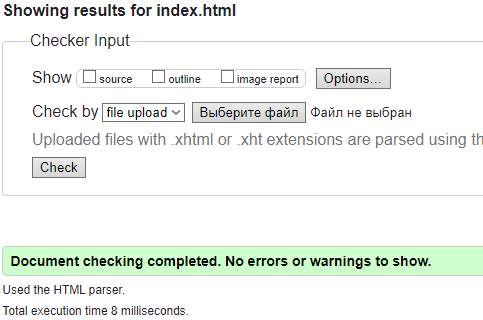 Showing results for index.html
Checker Input
Show source outline image report Options...
Check by file upload Выберите файл Файл не выбран
Uploaded files with .xhtml or .xht extensions are parsed using th
Check
Document checking completed. No errors or warnings to show.
Used the HTML parser.
Total execution time 8 milliseconds.